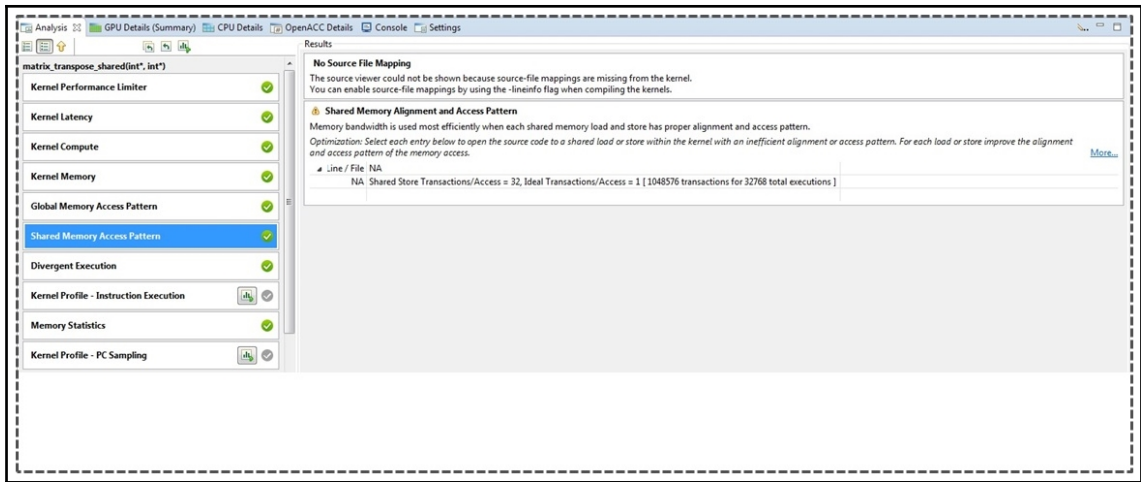 Analysis GPU Details (Summary) CPU Details OpenACC Details Console Settings
Results
matrix_transpose_shared(int*, int*)
Kernel Performance Limiter
Kernel Latency
Kernel Compute
Kernel Memory
Global Memory Access Pattern
Shared Memory Access Pattern
Divergent Execution
Kernel Profile - Instruction Execution
Memory Statistics
Kernel Profile - PC Sampling
No Source File Mapping
The source viewer could not be shown because source-file mappings are missing from the kernel.
You can enable source-file mappings by using the -lineinfo flag when compiling the kernels.
Shared Memory Alignment and Access Pattern
Memory bandwidth is used most efficiently when each shared memory load and store has proper alignment and access pattern.
Optimization: Select each entry below to open the source code to a shared load or store within the kernel with an inefficient alignment or access pattern. For each load or store improve the alignment
and access pattern of the memory access.
More...
Line / File NA
NA Shared Store Transactions/Access = 32, Ideal Transactions/Access = 1 [ 1048576 transactions for 32768 total executions ]